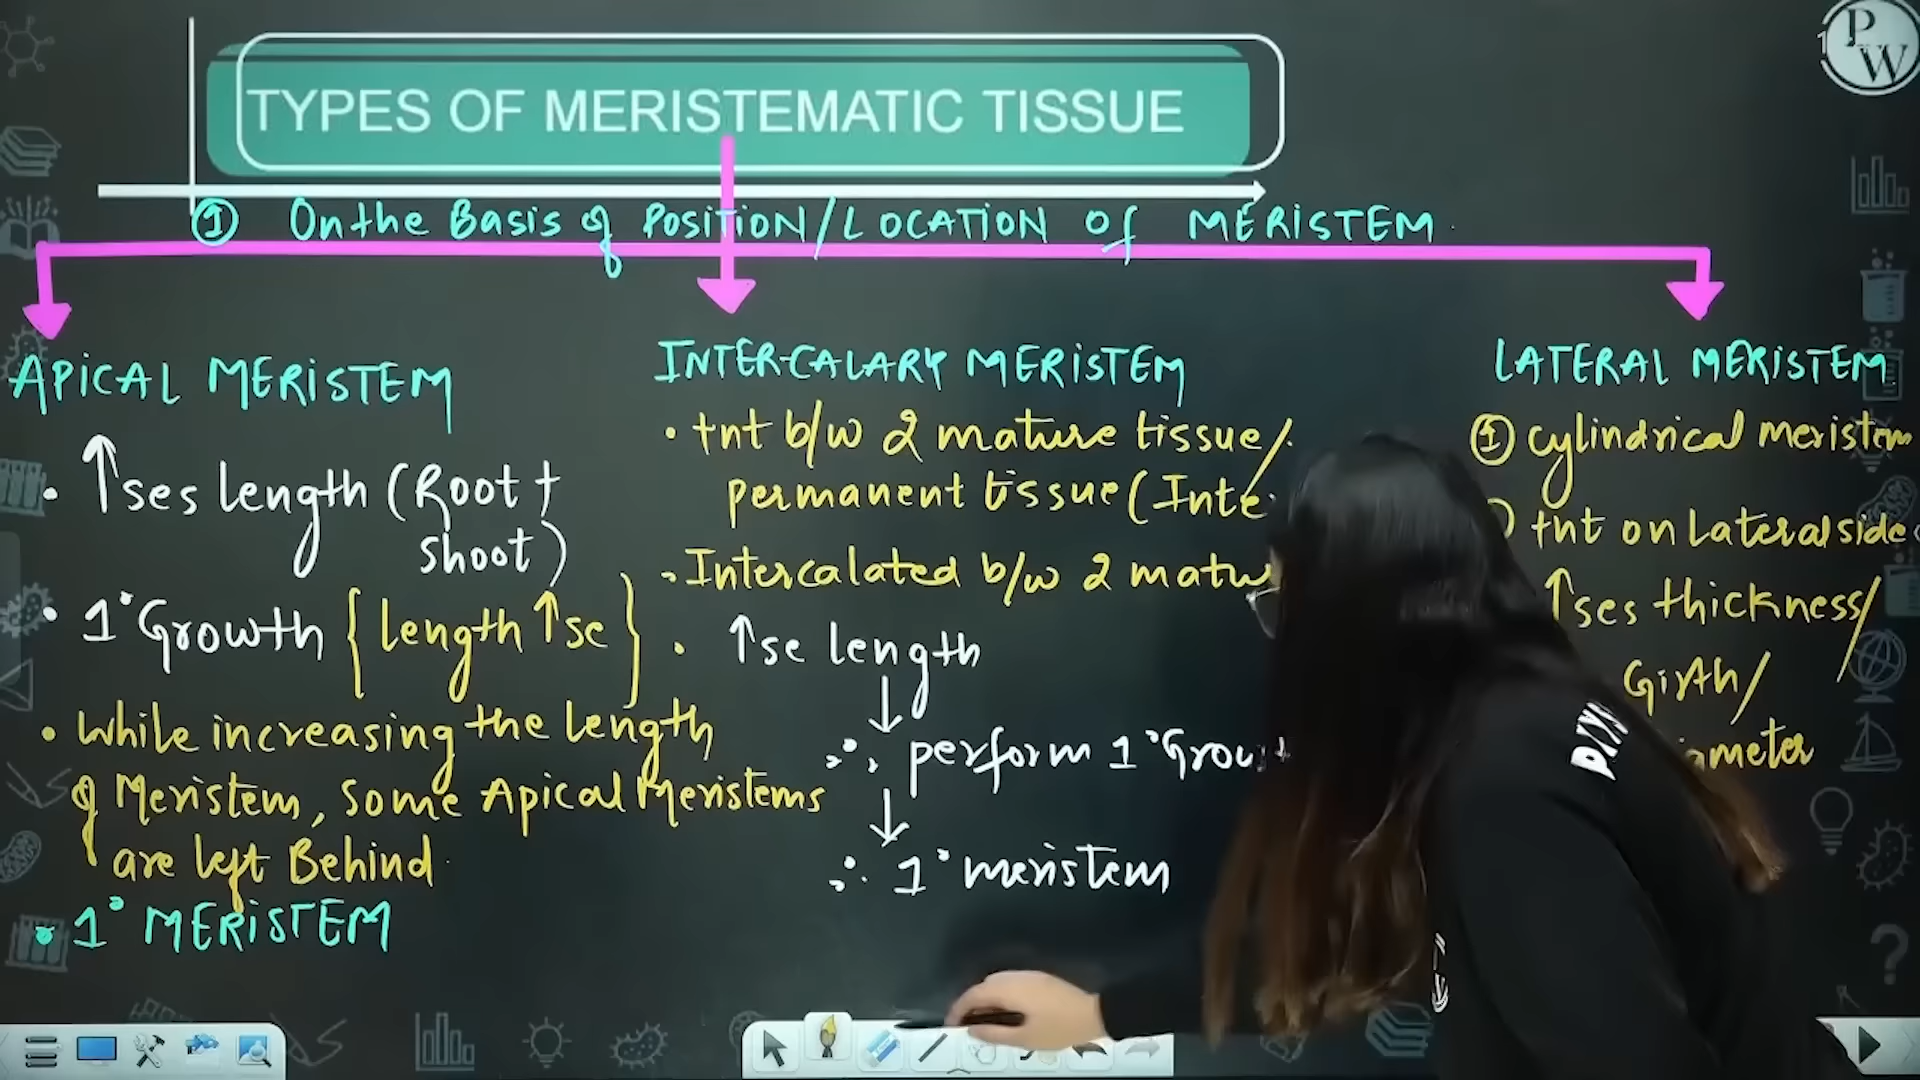 PW
TYPES OF MERISTEMATIC TISSUE
① On the Basis of POSITION/LOCATION Of MERISTEM
APICAL MERISTEM
• ↑ses length (Root +
shoot)
• 1° Growth {length ↑se}
• While increasing the length
of Meristem, some Apical Meristems
are left Behind
• 1° MERISTEM
INTERCALARY MERISTEM
• tnt b/w 2 mature tissue/
permanent tissue (Inte
• Intercalated b/w 2 matu
• ↑se length
↓
∴ perform 1° Grow
↓
∴ 1° meristem
LATERAL MERISTEM
① cylindrical meristem
tnt on Lateral side
↑ses thickness/
Girth/
ameter